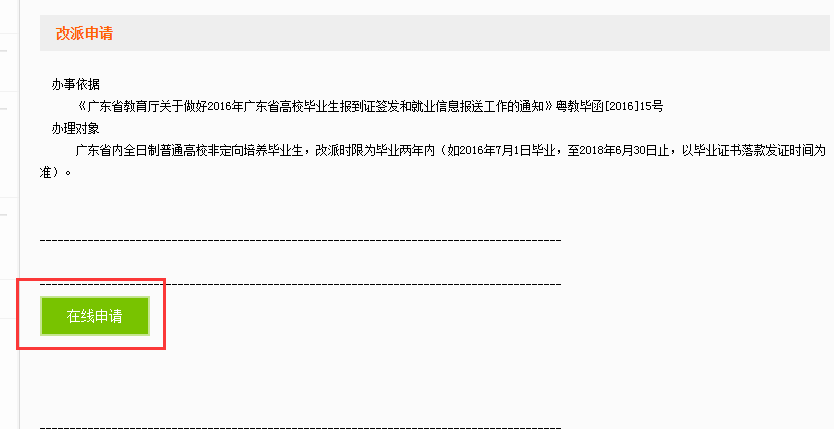 改派申请
办事依据
《广东省教育厅关于做好2016年广东省高校毕业生报到证签发和就业信息报送工作的通知》粤教毕函[2016]15号
办理对象
广东省内全日制普通高校非定向培养毕业生，改派时限为毕业两年内（如2016年7月1日毕业，至2018年6月30日止，以毕业证书落款发证时间为
准）。
---------------------------------------------------------------------------------------
---------------------------------------------------------------------------------------
在线申请
---------------------------------------------------------------------------------------